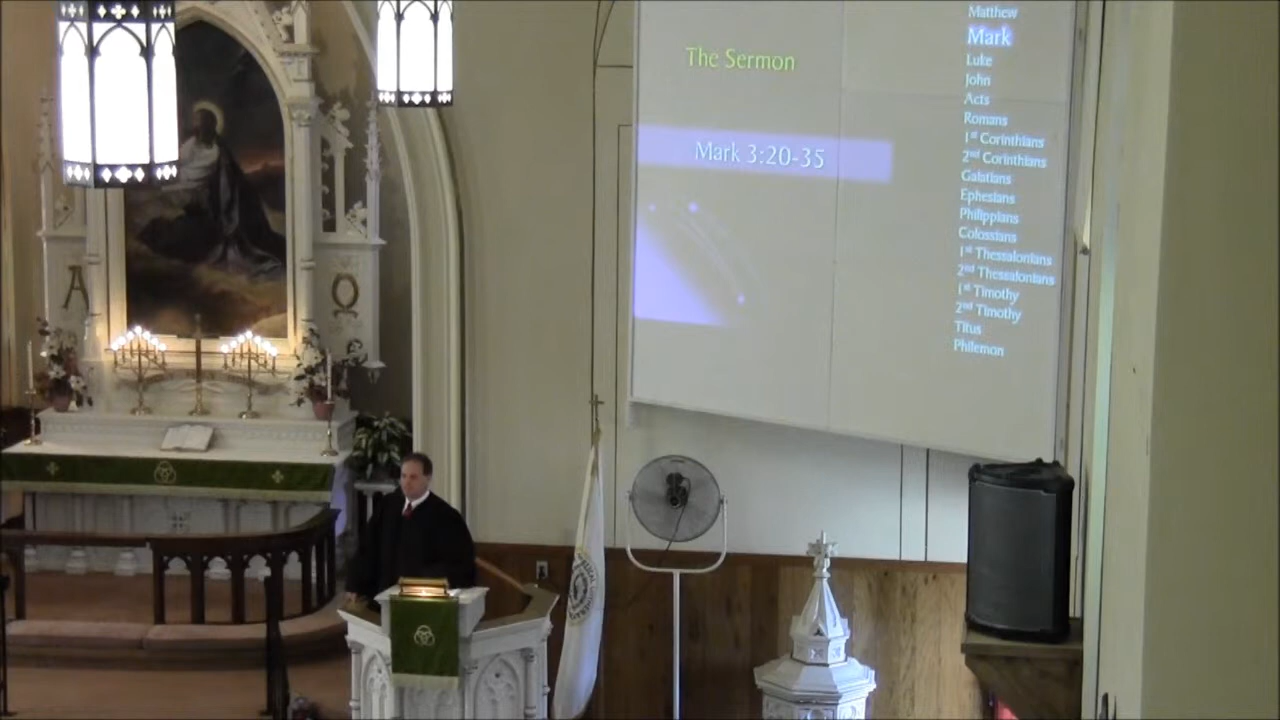 The Sermon
Mark 3:20-35
Matthew
Mark
Luke
John
Acts
Romans
1st Corinthians
2nd Corinthians
Galatians
Ephesians
Philippians
Colossians
1st Thessalonians
2nd Thessalonians
1st Timothy
2nd Timothy
Titus
Philemon
Α
Ω